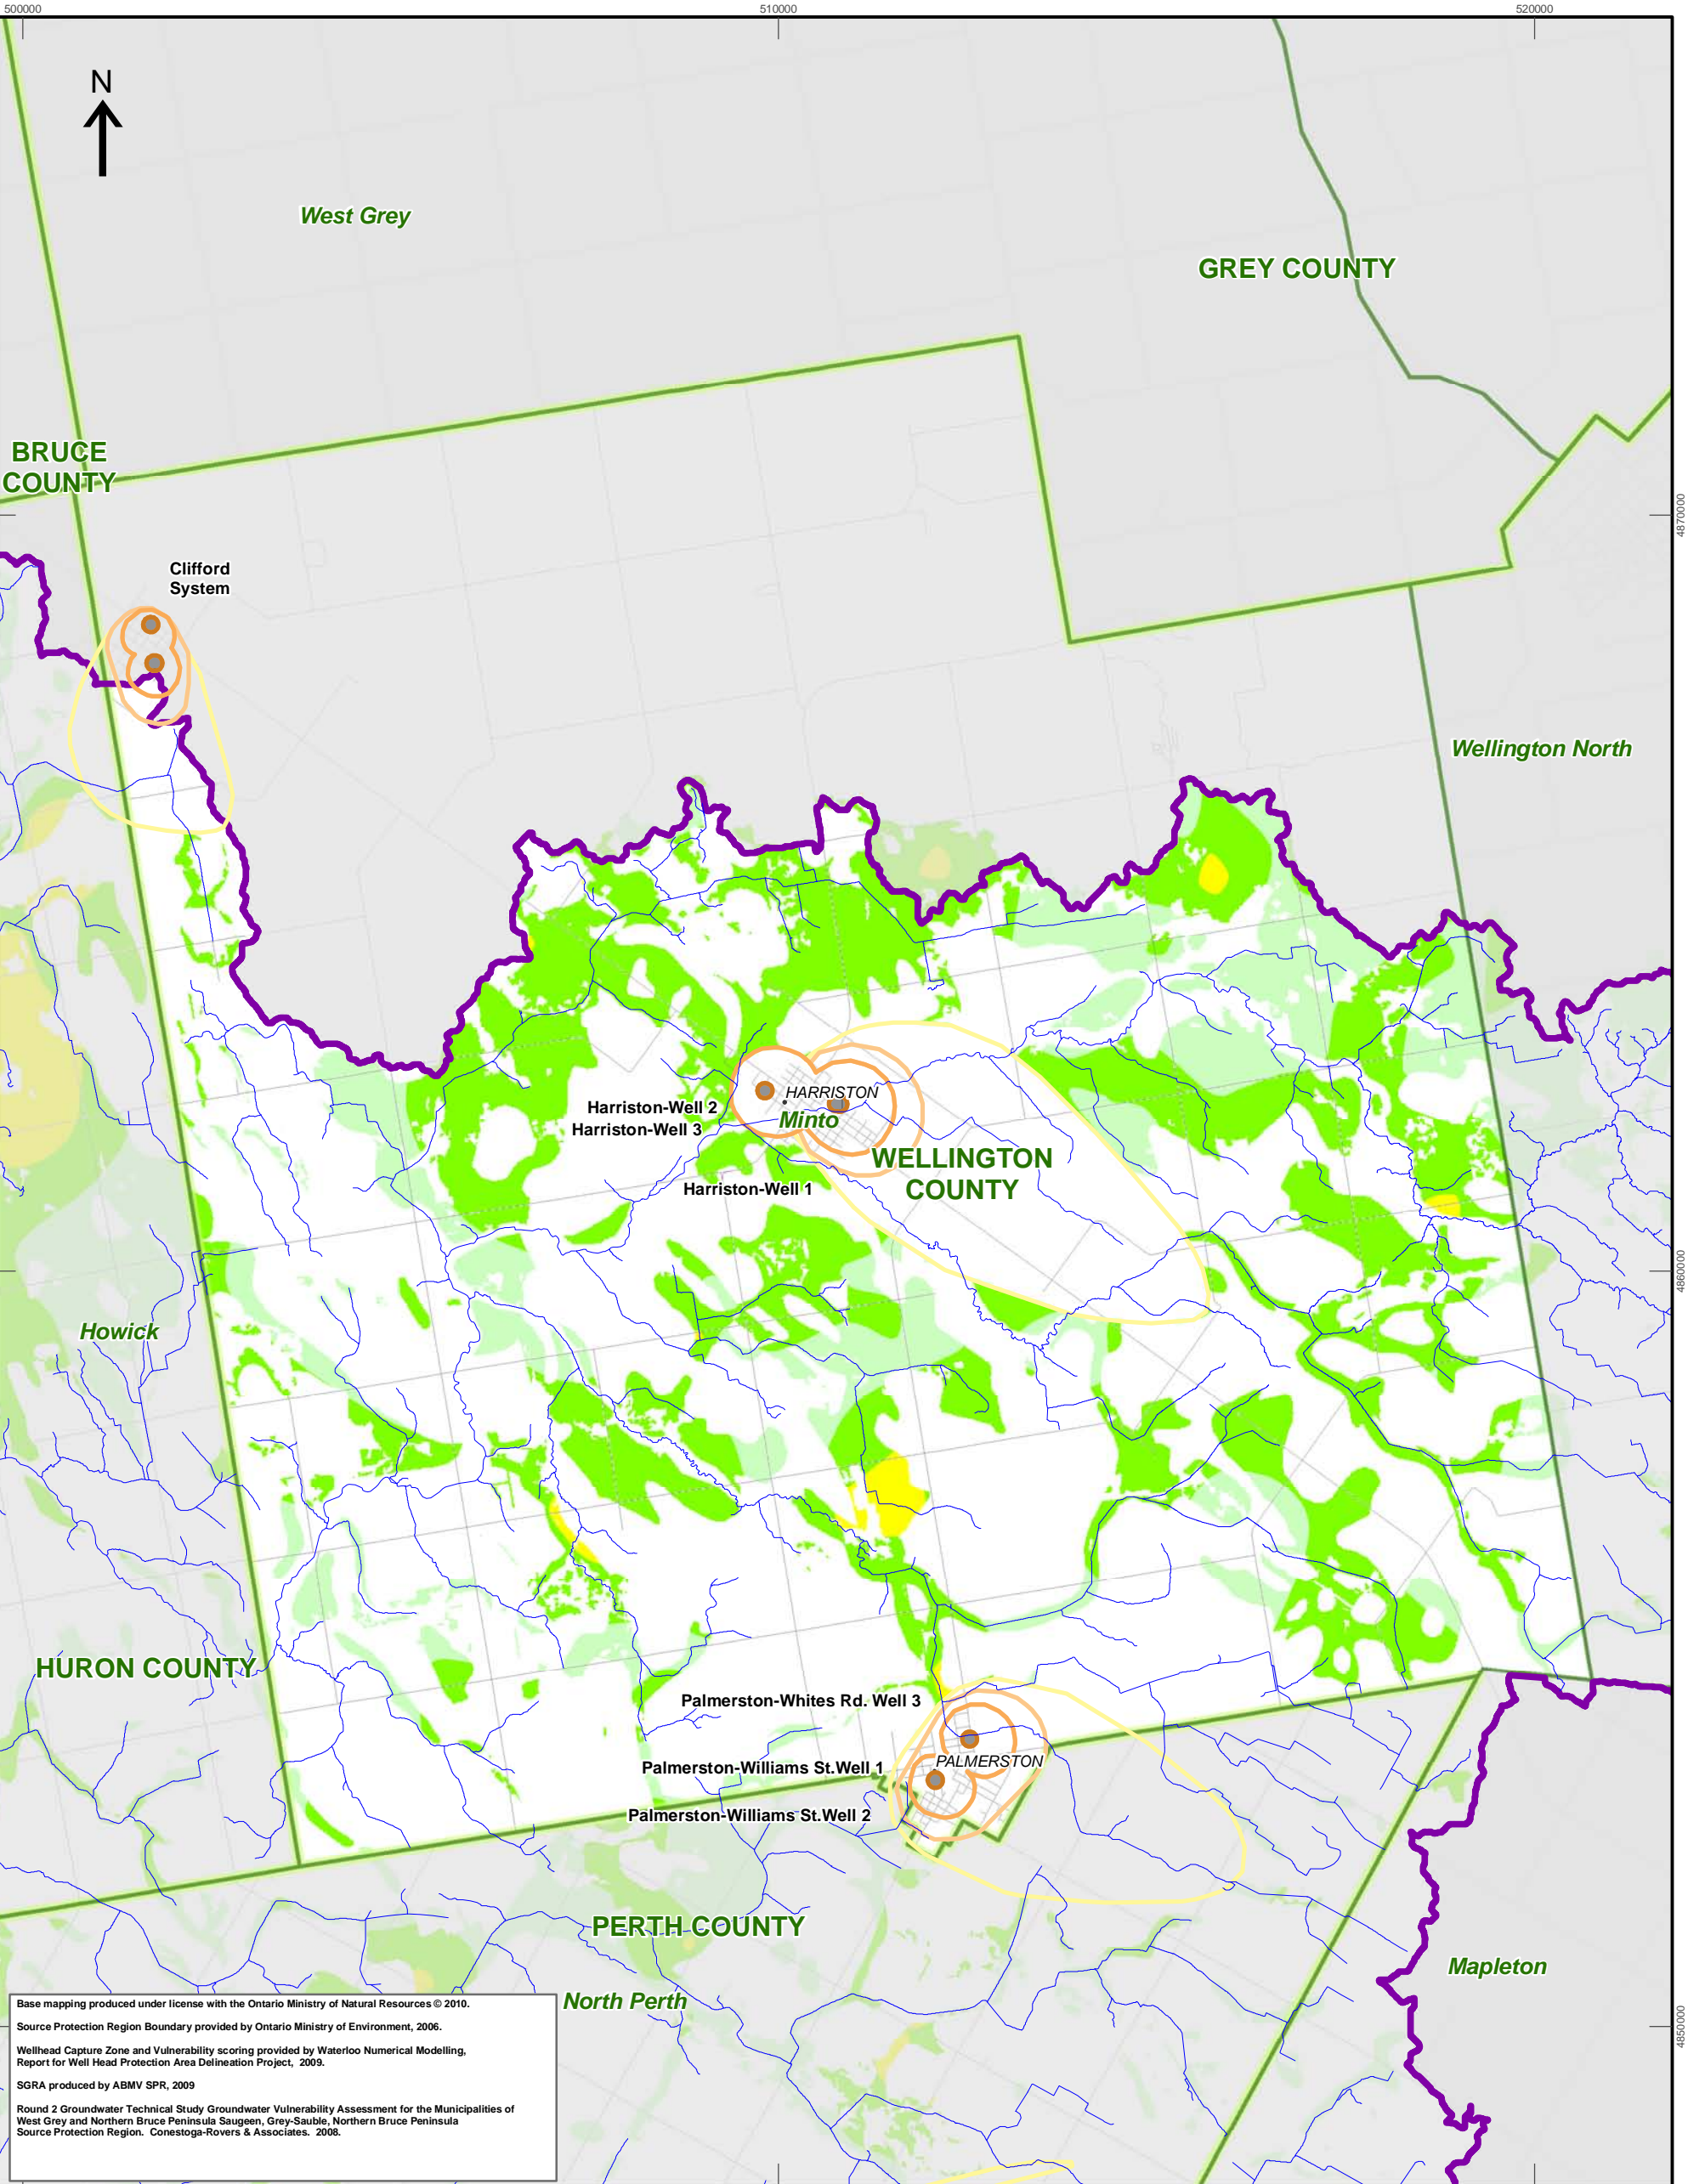 500000
510000
520000
N
West Grey
GREY COUNTY
BRUCE
COUNTY
4870000
Clifford
System
Wellington North
HARRISTON
Harriston-Well 2
Minto
Harriston-Well 3
WELLINGTON
COUNTY
Harriston-Well 1
4860000
Howick
HURON COUNTY
Palmerston-Whites Rd. Well 3
PALMERSTON
Palmerston-Williams St.Well 1
Palmerston-Williams St.Well 2
PERTH COUNTY
Mapleton
North Perth
4850000
Base mapping produced under license with the Ontario Ministry of Natural Resources © 2010.
Source Protection Region Boundary provided by Ontario Ministry of Environment, 2006.
Wellhead Capture Zone and Vulnerability scoring provided by Waterloo Numerical Modelling,
Report for Well Head Protection Area Delineation Project, 2009.
SGRA produced by ABMV SPR, 2009
Round 2 Groundwater Technical Study Groundwater Vulnerability Assessment for the Municipalities of
West Grey and Northern Bruce Peninsula Saugeen, Grey-Sauble, Northern Bruce Peninsula
Source Protection Region. Conestoga-Rovers & Associates. 2008.